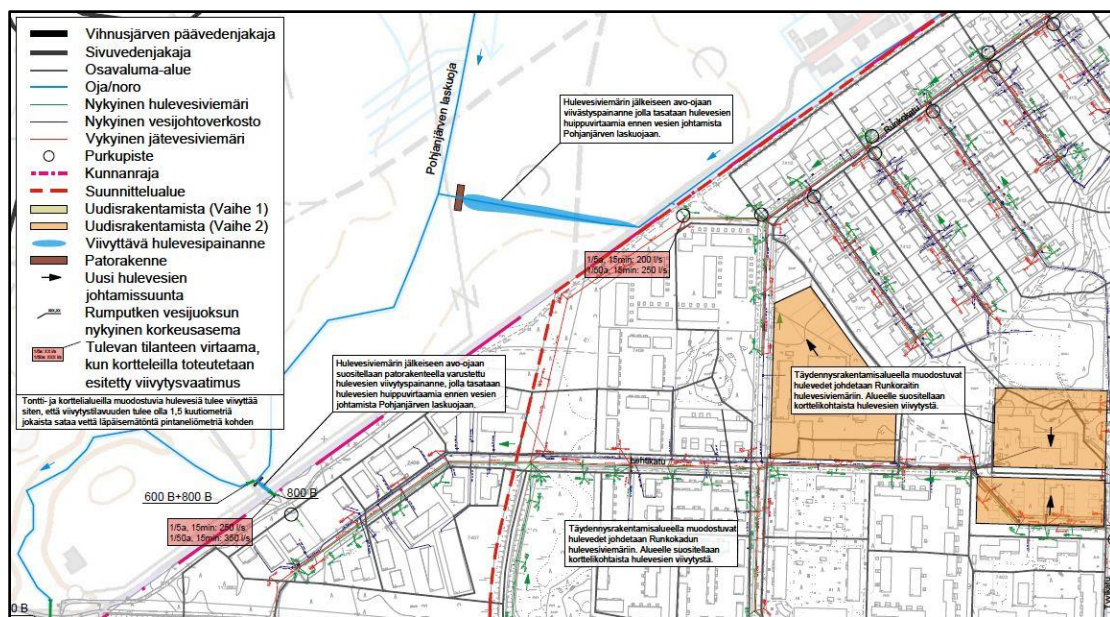 Vihnusjärven päävedenjakaja
Sivuvedenjakaja
Osavaluma-alue
Oja/noro
Nykyinen hulevesiviemäri
Nykyinen vesijohtoverkosto
Vykyinen jätevesiviemäri
Purkupiste
Kunnanraja
Suunnittelualue
Uudisrakentamista (Vaihe 1)
Uudisrakentamista (Vaihe 2)
Viivyttävä hulevesipainanne
Patorakenne
Uusi hulevesien
johtamissuunta
Rumputken vesijuoksun
nykyinen korkeusasema
Tulevan tilanteen virtaama,
kun kortteleilla toteutetaan
esitetty viivytysvaatimus
Tontti- ja korttelialueilla muodostuvia hulevesiä tulee viivyttää
siten, että viivytystilavuuden tulee olla 1,5 kuutiometriä
jokaista sataa vettä läpäisemätöntä pintaneliömetriä kohden
Pohjanjärven laskuoja
Hulevesiviemärin jälkeiseen avo-ojaan
viivästyspainanne jolla tasataan hulevesien
huippuvirtaamia ennen vesien johtamista
Pohjanjärven laskuojaan.
Runkokatu
1/5a, 15min: 200 l/s;
1/50a, 15min: 250 l/s
Hulevesiviemärin jälkeiseen avo-ojaan
suositellaan patorakenteella varustettu
hulevesien viivytyspainanne, jolla tasataan
hulevesien huippuvirtaamia ennen vesien
johtamista Pohjanjärven laskuojaan.
Täydennysrakentamisalueella muodostuvat
hulevedet johdetaan Runkoraitin
hulevesiviemäriin. Alueelle suositellaan
korttelikohtaista hulevesien viivytystä.
Lehtikatu
600 B+800 B
800 B
1/5a, 15min: 250 l/s;
1/50a, 15min: 350 l/s
Täydennysrakentamisalueella muodostuvat
hulevedet johdetaan Runkokadun
hulevesiviemäriin. Alueelle suositellaan
korttelikohtaista hulevesien viivytystä.
Tyvikatu
0 B